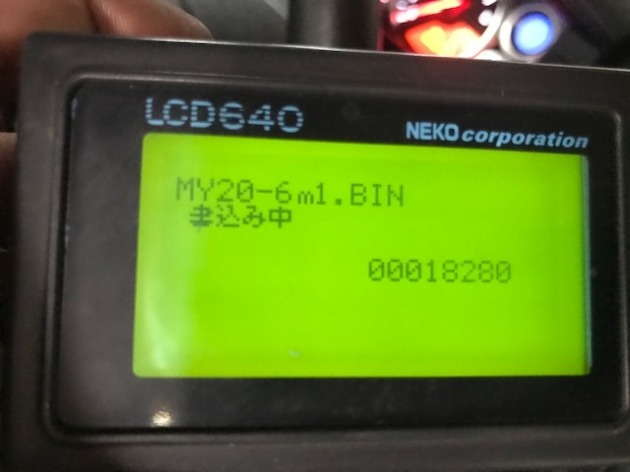 LCD640
NEKO corporation
MY20-6m1.BIN
書込み中
00018280